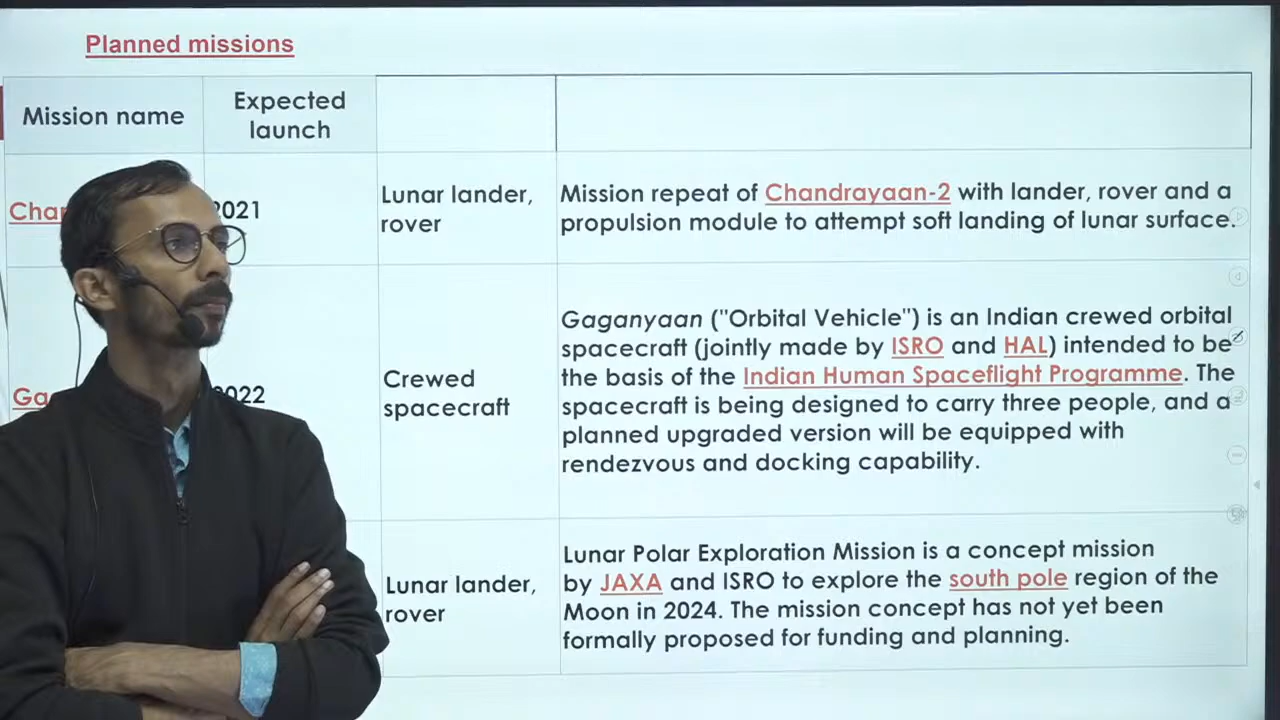 Planned missions
Mission name
Expected
launch
2021
Lunar lander,
rover
Mission repeat of Chandrayaan-2 with lander, rover and a
propulsion module to attempt soft landing of lunar surface.
2022
Crewed
spacecraft
Gaganyaan ("Orbital Vehicle") is an Indian crewed orbital
spacecraft (jointly made by ISRO and HAL) intended to be
the basis of the Indian Human Spaceflight Programme. The
spacecraft is being designed to carry three people, and a
planned upgraded version will be equipped with
rendezvous and docking capability.
Lunar lander,
rover
Lunar Polar Exploration Mission is a concept mission
by JAXA and ISRO to explore the south pole region of the
Moon in 2024. The mission concept has not yet been
formally proposed for funding and planning.